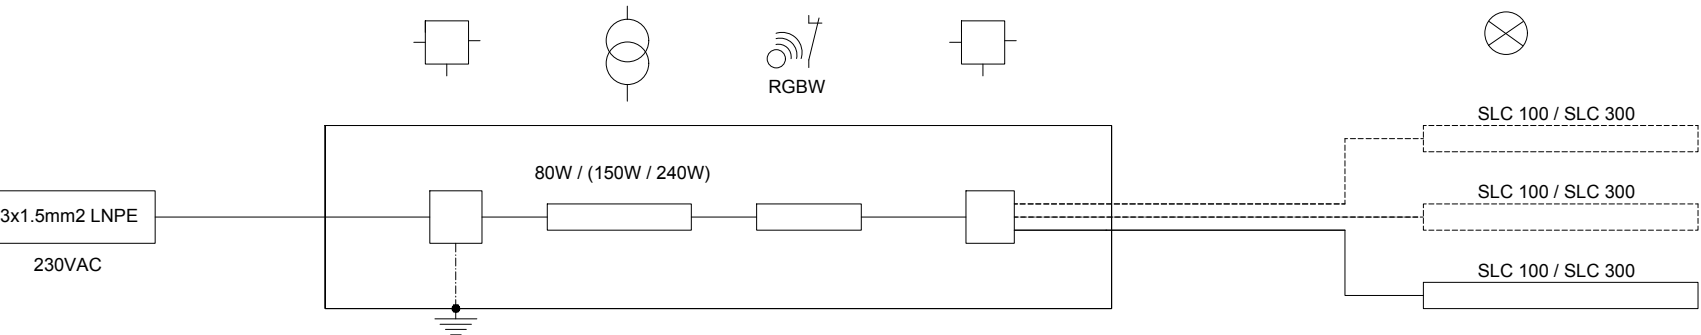 RGBW
SLC 100 / SLC 300
80W / (150W / 240W)
SLC 100 / SLC 300
3x1.5mm2 LNPE
230VAC
SLC 100 / SLC 300